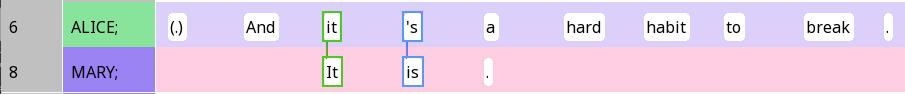 6 ALICE; (.) And it 's a hard habit to break .
8 MARY; It is .